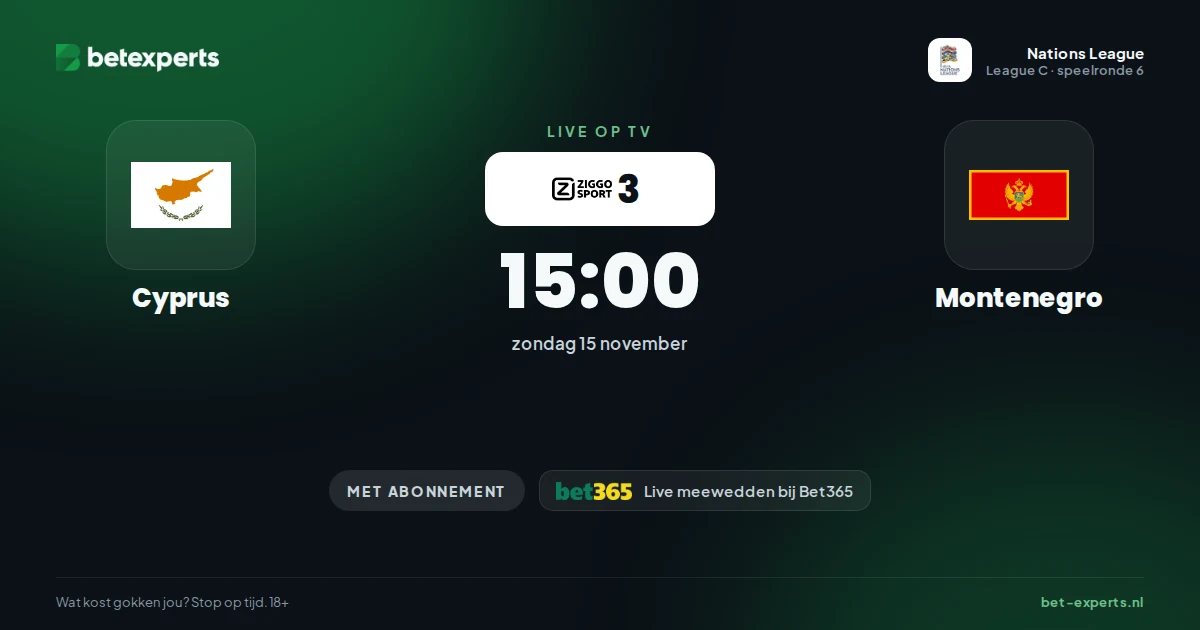 betexperts
Nations League
League C · speelronde 6
LIVE OP TV
Z ZIGGO SPORT 3
15:00
zondag 15 november
Cyprus
Montenegro
MET ABONNEMENT
bet365 Live meewedden bij Bet365
Wat kost gokken jou? Stop op tijd. 18+
bet-experts.nl